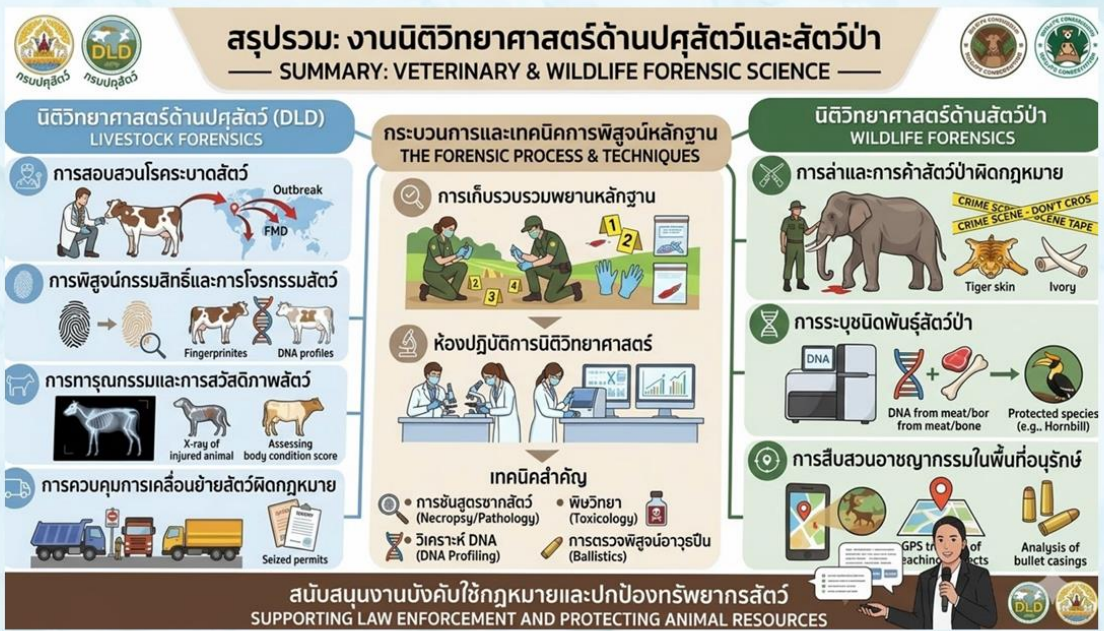 กรมปศุสัตว์
DLD
กรมปศุสัตว์
สรุปรวม: งานนิติวิทยาศาสตร์ด้านปศุสัตว์และสัตว์ป่า
SUMMARY: VETERINARY & WILDLIFE FORENSIC SCIENCE
นิติวิทยาศาสตร์ด้านปศุสัตว์ (DLD)
LIVESTOCK FORENSICS
การสอบสวนโรคระบาดสัตว์
Outbreak
FMD
การพิสูจน์กรรมสิทธิ์และการโจรกรรมสัตว์
Fingerprinites
DNA profiles
การทารุณกรรมและการสวัสดิภาพสัตว์
X-ray of
injured animal
Assessing
body condition score
การควบคุมการเคลื่อนย้ายสัตว์ผิดกฎหมาย
Seized permits
กระบวนการและเทคนิคการพิสูจน์หลักฐาน
THE FORENSIC PROCESS & TECHNIQUES
การเก็บรวบรวมพยานหลักฐาน
1
2
2
3
4
ห้องปฏิบัติการนิติวิทยาศาสตร์
เทคนิคสำคัญ
• การชันสูตรซากสัตว์
(Necropsy/Pathology)
• พิษวิทยา
(Toxicology)
• วิเคราะห์ DNA
(DNA Profiling)
• การตรวจพิสูจน์อาวุธปืน
(Ballistics)
นิติวิทยาศาสตร์ด้านสัตว์ป่า
WILDLIFE FORENSICS
การล่าและการค้าสัตว์ป่าผิดกฎหมาย
CRIME SCENE - DON'T CROS
SCENE TAPE
Tiger skin
Ivory
การระบุชนิดพันธุ์สัตว์ป่า
DNA
DNA from meat/bor
from meat/bone
Protected species
(e.g.. Hornbill)
การสืบสวนอาชญากรรมในพื้นที่อนุรักษ์
GPS
of
Analysis of
bullet casings
สนับสนุนงานบังคับใช้กฎหมายและปกป้องทรัพยากรสัตว์
SUPPORTING LAW ENFORCEMENT AND PROTECTING ANIMAL RESOURCES
DLD